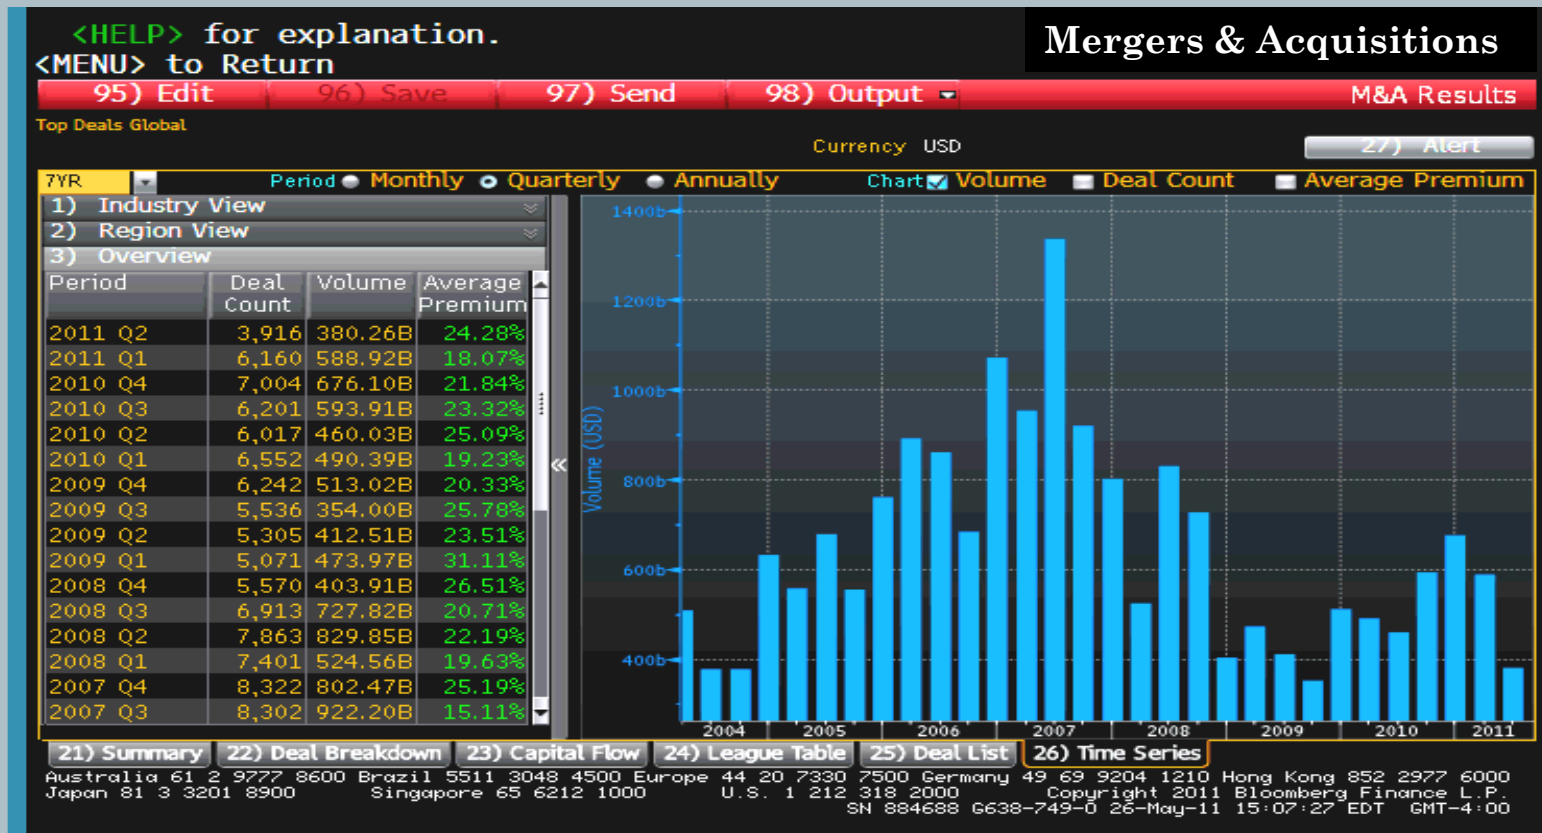 <HELP> for explanation.
Mergers & Acquisitions
<MENU> to Return
95) Edit 96) Save 97) Send 98) Output M&A Results
Top Deals Global
Currency USD 27) Alert
7YR Period Monthly Quarterly Annually Chart Volume Deal Count Average Premium
1) Industry View
2) Region View
3) Overview
Period Deal Count Volume Average Premium
2011 Q2 3,916 380.26B 24.28%
2011 Q1 6,160 588.92B 18.07%
2010 Q4 7,004 676.10B 21.84%
2010 Q3 6,201 593.91B 23.32%
2010 Q2 6,017 460.03B 25.09%
2010 Q1 6,552 490.39B 19.23%
2009 Q4 6,242 513.02B 20.33%
2009 Q3 5,536 354.00B 25.78%
2009 Q2 5,305 412.51B 23.51%
2009 Q1 5,071 473.97B 31.11%
2008 Q4 5,570 403.91B 26.51%
2008 Q3 6,913 727.82B 20.71%
2008 Q2 7,863 829.85B 22.19%
2008 Q1 7,401 524.56B 19.63%
2007 Q4 8,322 802.47B 25.19%
2007 Q3 8,302 922.20B 15.11%
«
Volume (USD)
1400b
1200b
1000b
800b
600b
400b
2004 2005 2006 2007 2008 2009 2010 2011
21) Summary 22) Deal Breakdown 23) Capital Flow 24) League Table 25) Deal List 26) Time Series
Australia 61 2 9777 8600 Brazil 5511 3048 4500 Europe 44 20 7330 7500 Germany 49 69 9204 1210 Hong Kong 852 2977 6000
Japan 81 3 3201 8900 Singapore 65 6212 1000 U.S. 1 212 318 2000 Copyright 2011 Bloomberg Finance L.P.
SN 884688 G638-749-0 26-May-11 15:07:27 EDT GMT-4:00